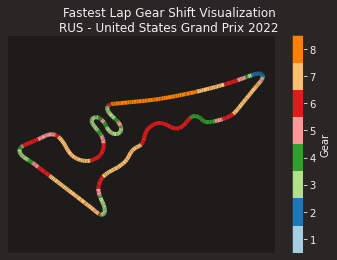 Fastest Lap Gear Shift Visualization
RUS - United States Grand Prix 2022
8
7
6
5
4
3
2
1
Gear